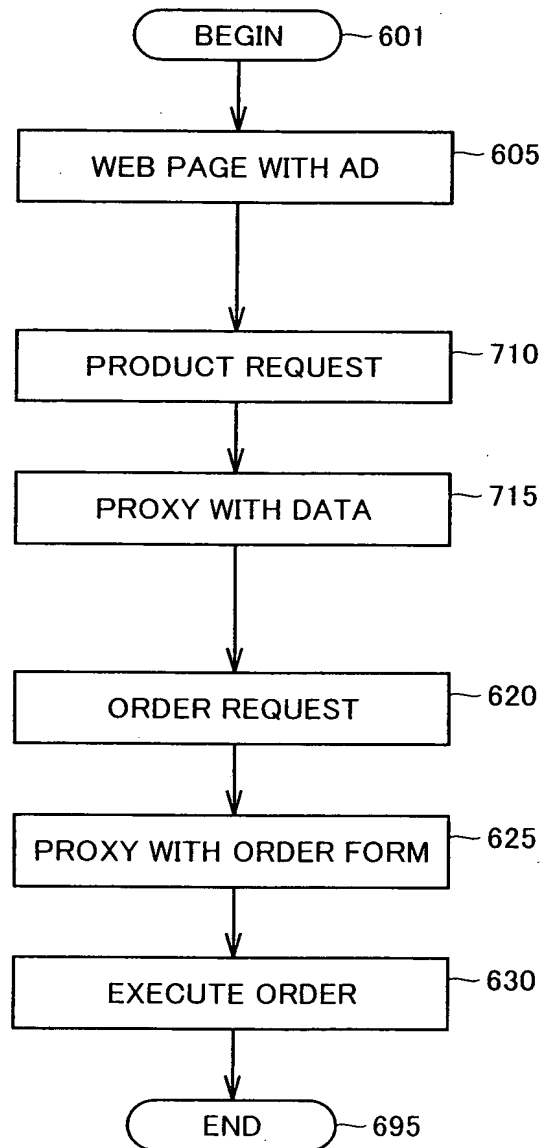 BEGIN 601
WEB PAGE WITH AD 605
PRODUCT REQUEST 710
PROXY WITH DATA 715
ORDER REQUEST 620
PROXY WITH ORDER FORM 625
EXECUTE ORDER 630
END 695